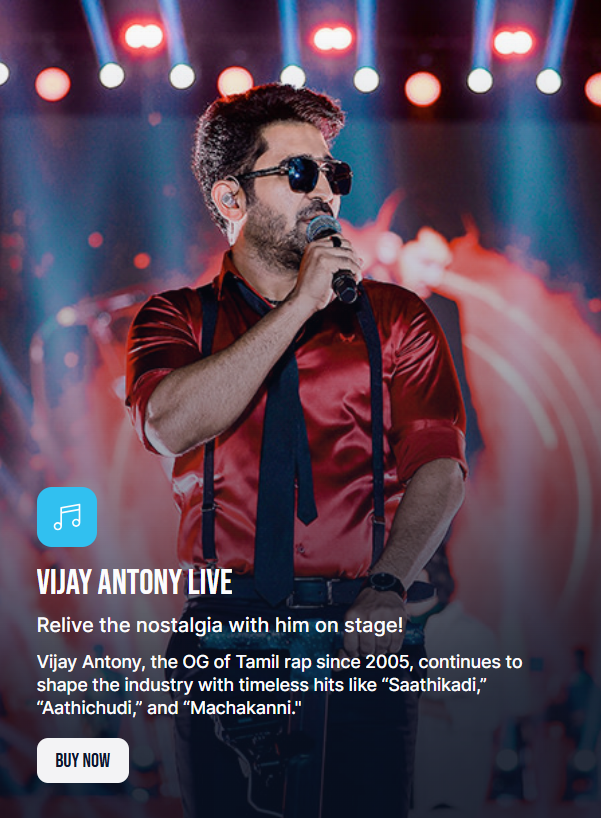 VIJAY ANTONY LIVE
Relive the nostalgia with him on stage!
Vijay Antony, the OG of Tamil rap since 2005, continues to
shape the industry with timeless hits like “Saathikadi,”
“Aathichudi,” and “Machakanni."
BUY NOW